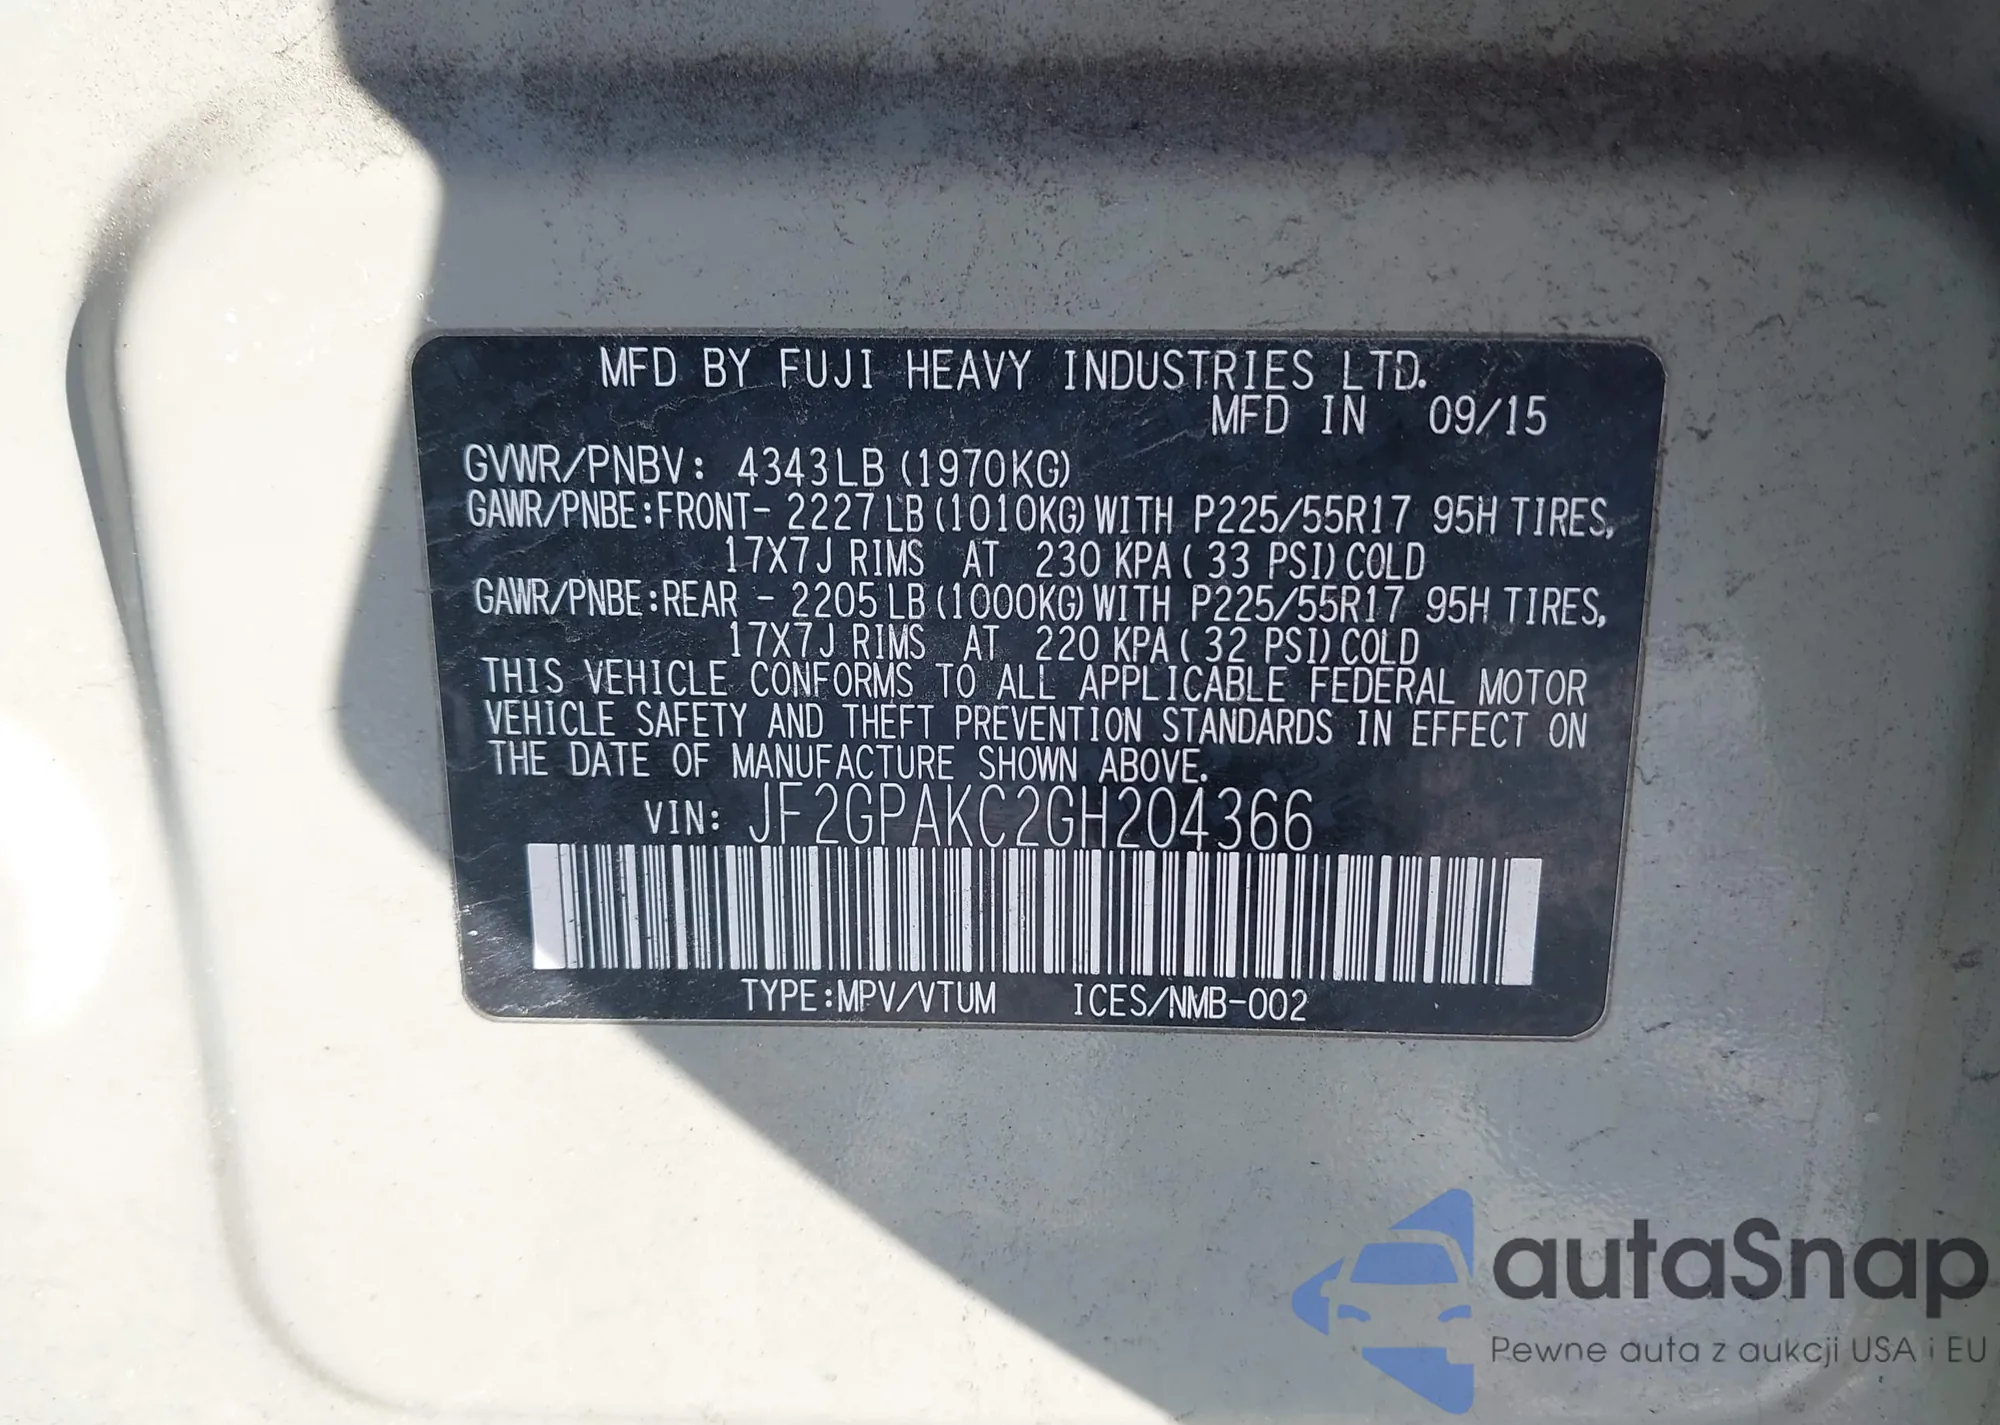 MFD BY FUJI HEAVY INDUSTRIES LTD.
MFD IN 09/15
GVWR/PNBV: 4343LB (1970KG)
GAWR/PNBE:FRONT- 2227LB (1010KG) WITH P225/55R17 95H TIRES,
17X7J RIMS AT 230 KPA ( 33 PSI) COLD
GAWR/PNBE:REAR - 2205LB (1000KG) WITH P225/55R17 95H TIRES,
17X7J RIMS AT 220 KPA ( 32 PSI) COLD
THIS VEHICLE CONFORMS TO ALL APPLICABLE FEDERAL MOTOR
VEHICLE SAFETY AND THEFT PREVENTION STANDARDS IN EFFECT ON
THE DATE OF MANUFACTURE SHOWN ABOVE.
VIN: JF2GPAKC2GH204366
TYPE:MPV/VTUM ICES/NMB-002
autaSnap
Pewne auta z aukcji USA i EU